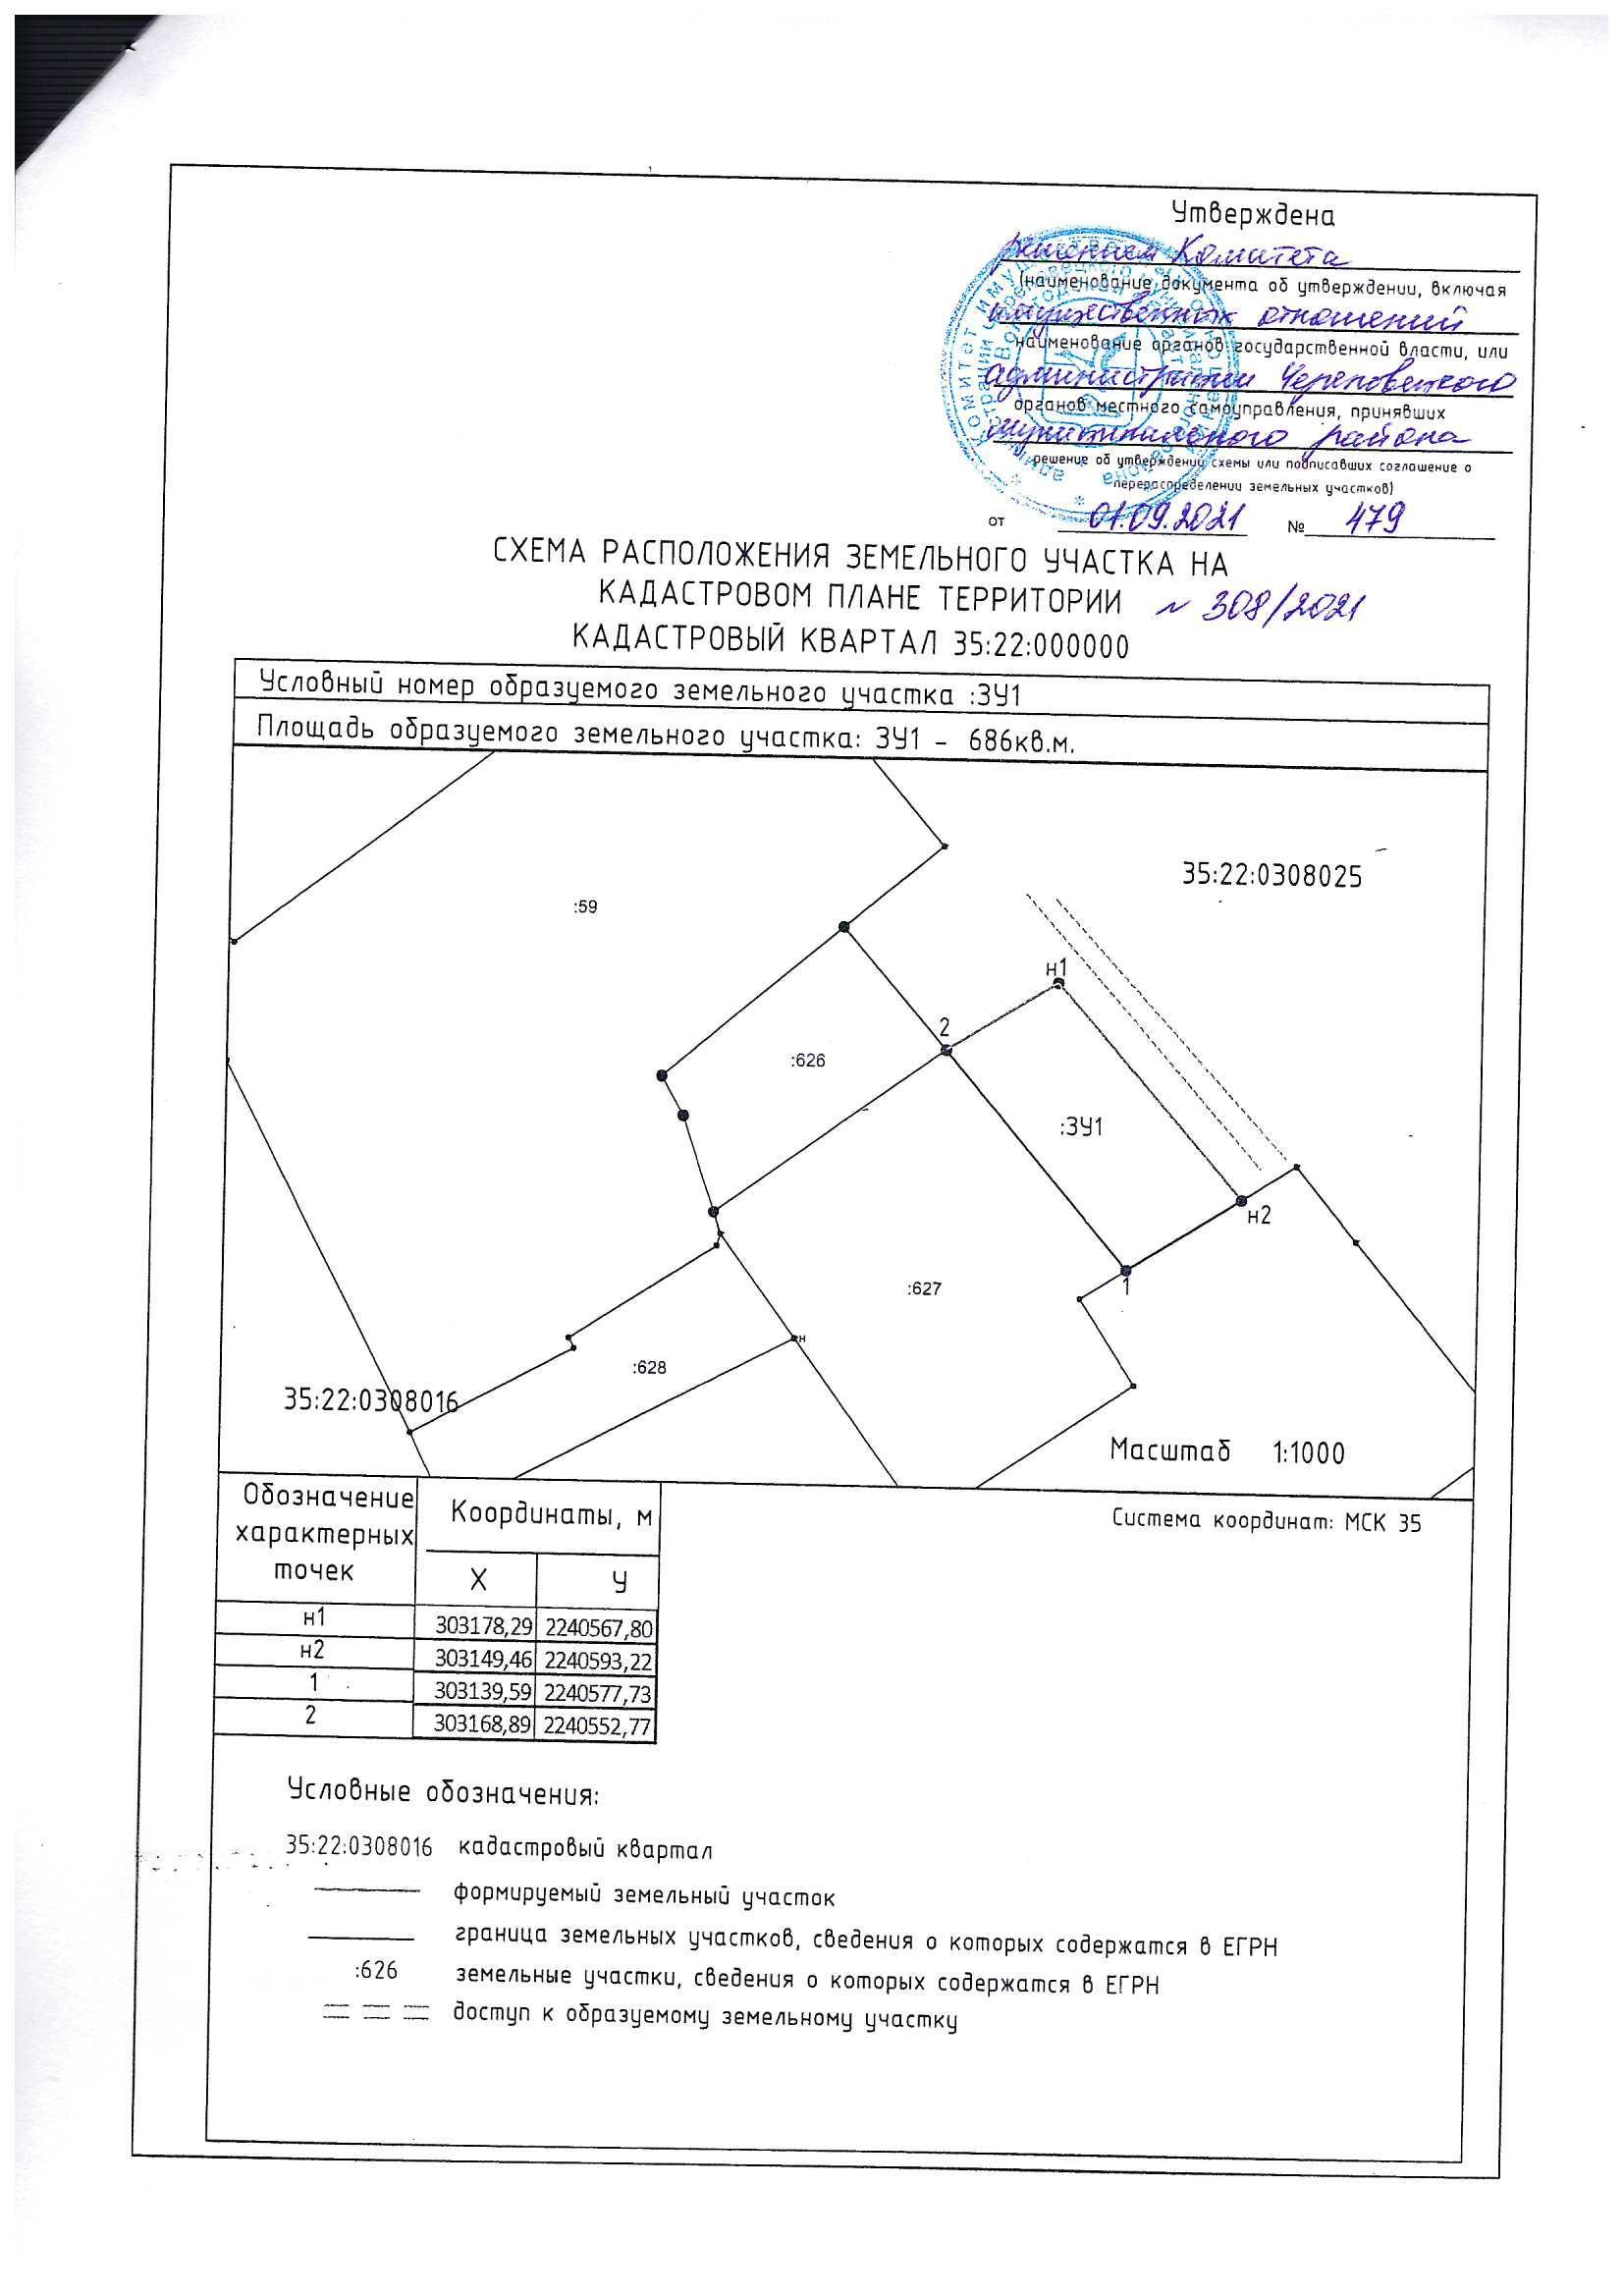 Утверждена
решением Комитета
(наименование документа об утверждении, включая
имущественных отношений
наименование органов государственной власти, или
администрации Череповецкого
органов местного самоуправления, принявших
муниципального района
решение об утверждении схемы или подписавших соглашение о
перераспределении земельных участков)
от 01.09.2021 № 479
СХЕМА РАСПОЛОЖЕНИЯ ЗЕМЕЛЬНОГО УЧАСТКА НА
КАДАСТРОВОМ ПЛАНЕ ТЕРРИТОРИИ № 308/2021
КАДАСТРОВЫЙ КВАРТАЛ 35:22:000000
Условный номер образуемого земельного участка :ЗУ1
Площадь образуемого земельного участка: ЗУ1 - 686кв.м.
35:22:0308025
:59
н1
2
:626
:ЗУ1
н2
1
:627
н
:628
35:22:0308016
Масштаб 1:1000
Система координат: МСК 35
Обозначение характерных точек
Координаты, м
Х У
н1 303178,29 2240567,80
н2 303149,46 2240593,22
1 303139,59 2240577,73
2 303168,89 2240552,77
Условные обозначения:
35:22:0308016 кадастровый квартал
формируемый земельный участок
граница земельных участков, сведения о которых содержатся в ЕГРН
:626 земельные участки, сведения о которых содержатся в ЕГРН
доступ к образуемому земельному участку